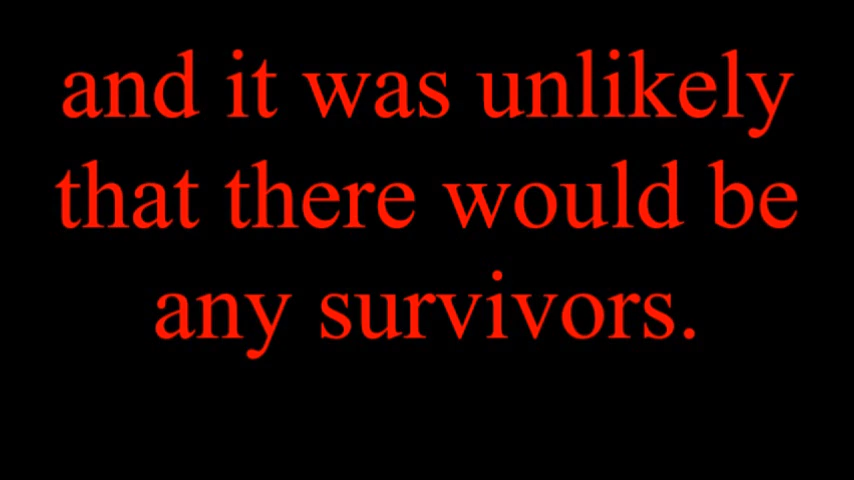 and it was unlikely
that there would be
any survivors.